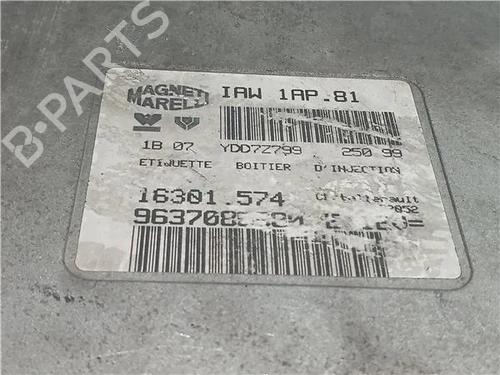 B-PARTS
MAGNETI MARELLI
IAW 1AP.81
1B 07 YDD7Z799 250 99
ETIQUETTE BOITIER D'INJECTION
16301.574